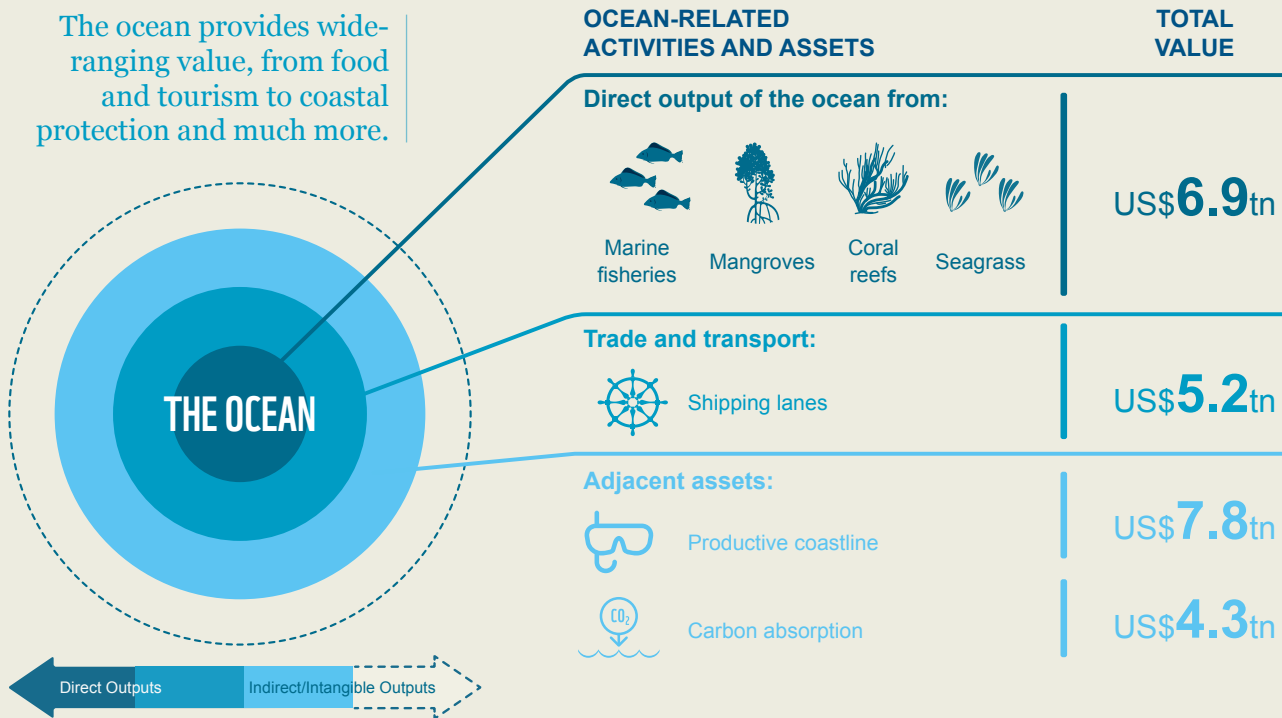 The ocean provides wide-
ranging value, from food
and tourism to coastal
protection and much more.
OCEAN-RELATED
ACTIVITIES AND ASSETS
TOTAL
VALUE
Direct output of the ocean from:
Marine
fisheries
Mangroves
Coral
reefs
Seagrass
US$6.9tn
THE OCEAN
Trade and transport:
Shipping lanes
US$5.2tn
Adjacent assets:
Productive coastline
US$7.8tn
CO₂
Carbon absorption
US$4.3tn
Direct Outputs
Indirect/Intangible Outputs